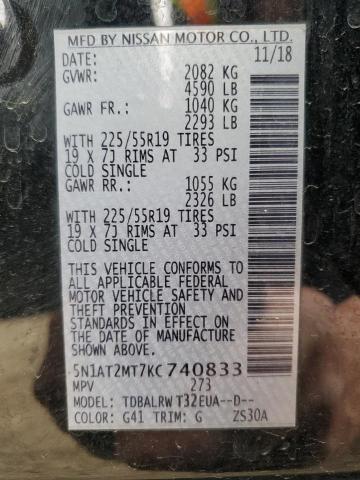 MFD BY NISSAN MOTOR CO., LTD.
DATE: 11/18
GVWR: 2082 KG
4590 LB
GAWR FR.: 1040 KG
2293 LB
WITH 225/55R19 TIRES
19 X 7J RIMS AT 33 PSI
COLD SINGLE
GAWR RR.: 1055 KG
2326 LB
WITH 225/55R19 TIRES
19 X 7J RIMS AT 33 PSI
COLD SINGLE
THIS VEHICLE CONFORMS TO
ALL APPLICABLE FEDERAL
MOTOR VEHICLE SAFETY AND
THEFT PREVENTION
STANDARDS IN EFFECT ON
THE DATE OF MANUFACTURE
SHOWN ABOVE.
5N1AT2MT7KC740833
MPV 273
MODEL: TDBALRW T32EUA--D--
COLOR: G41 TRIM: G ZS30A